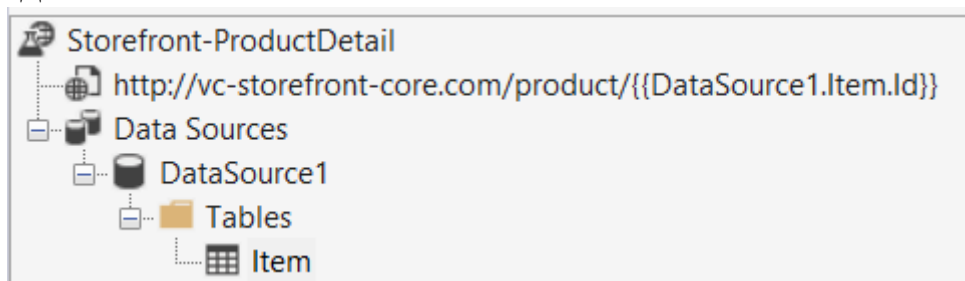 Storefront-ProductDetail
http://vc-storefront-core.com/product/{{DataSource1.Item.Id}}
Data Sources
DataSource1
Tables
Item